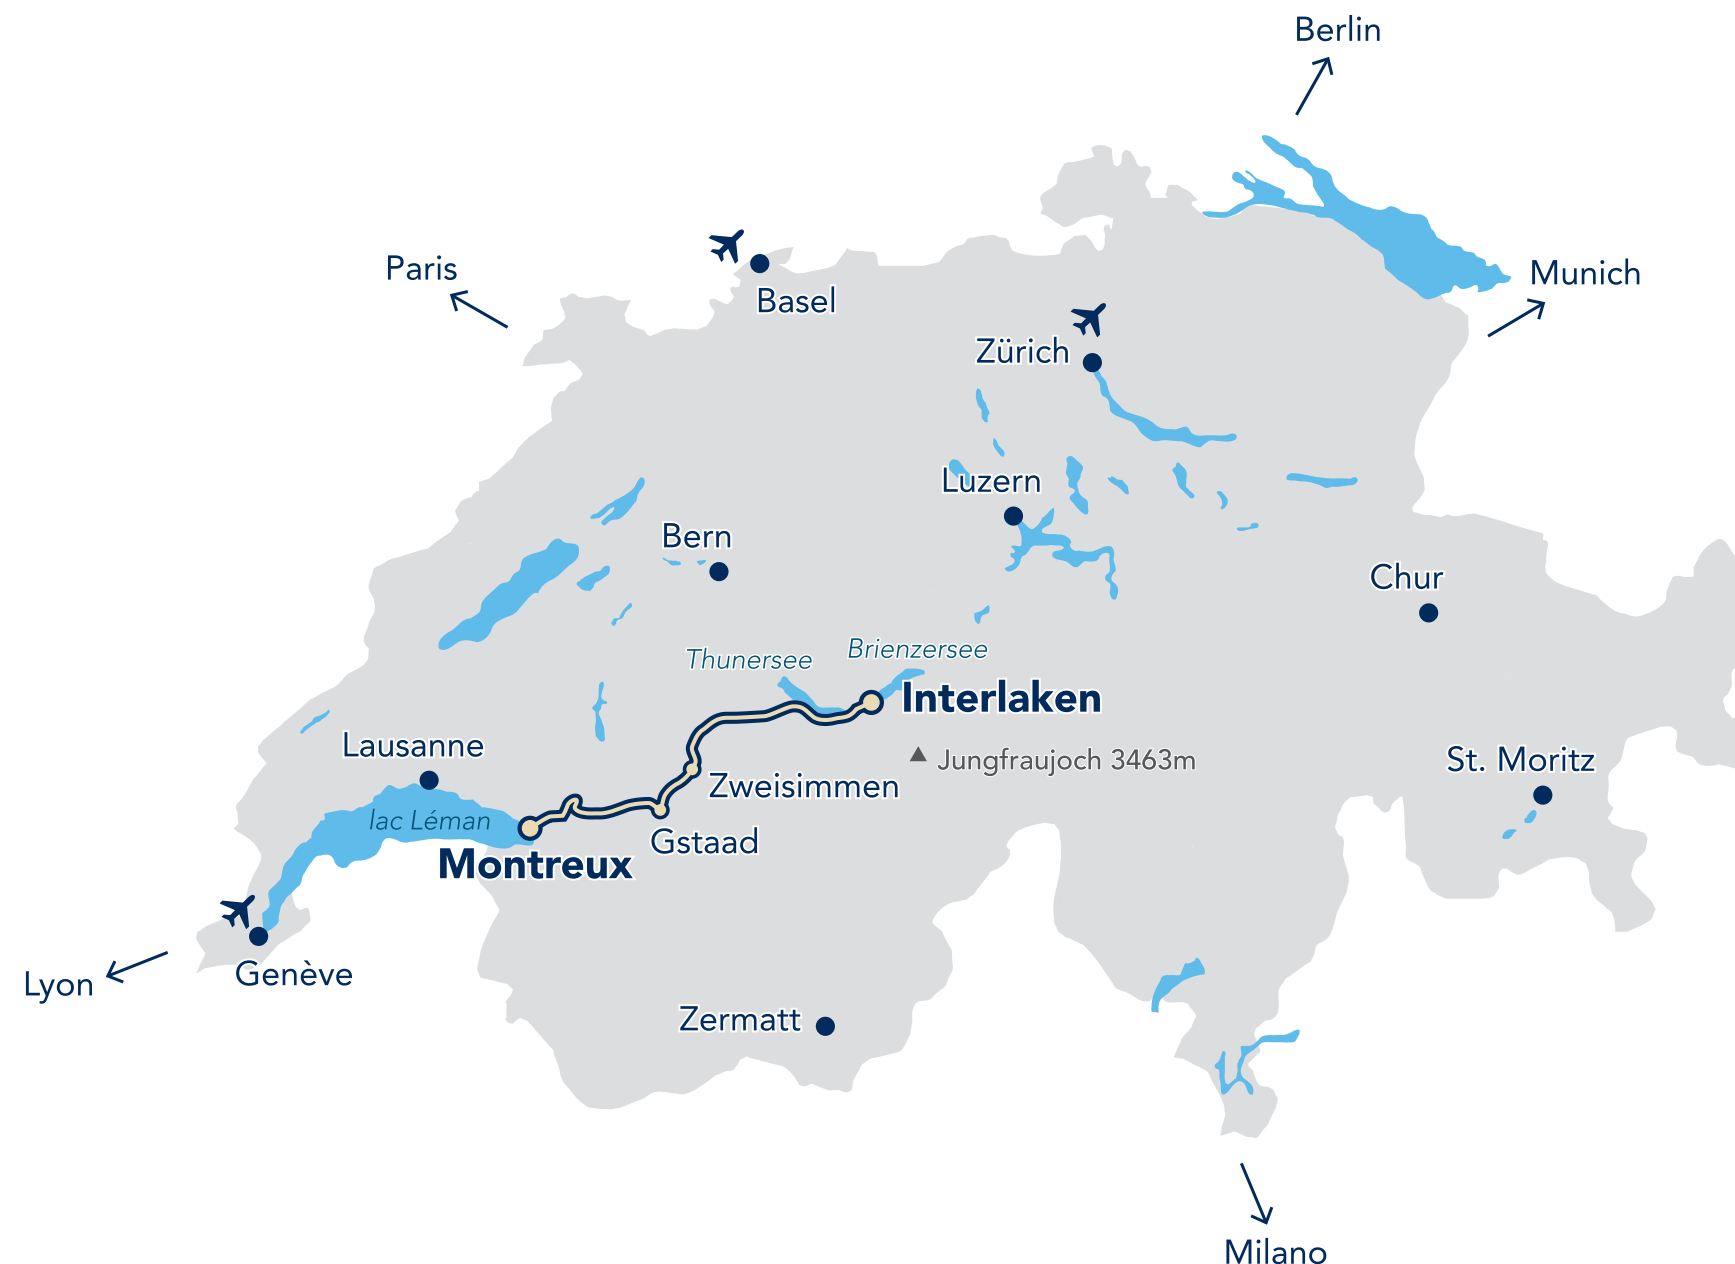 Berlin
Paris
Munich
Basel
Zürich
Luzern
Bern
Chur
Brienzersee
Thunersee
Interlaken
Lausanne
Jungfraujoch 3463m
St. Moritz
Zweisimmen
lac Léman
Gstaad
Montreux
Genève
Lyon
Zermatt
Milano